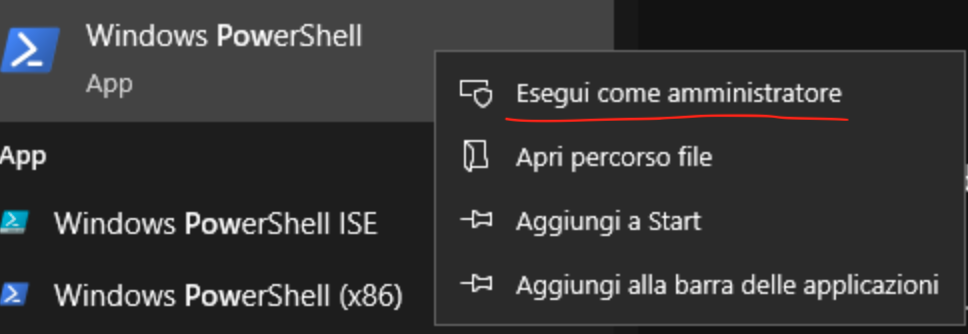 Windows PowerShell
App
Esegui come amministratore
Apri percorso file
Aggiungi a Start
Aggiungi alla barra delle applicazioni
App
Windows PowerShell ISE
Windows PowerShell (x86)